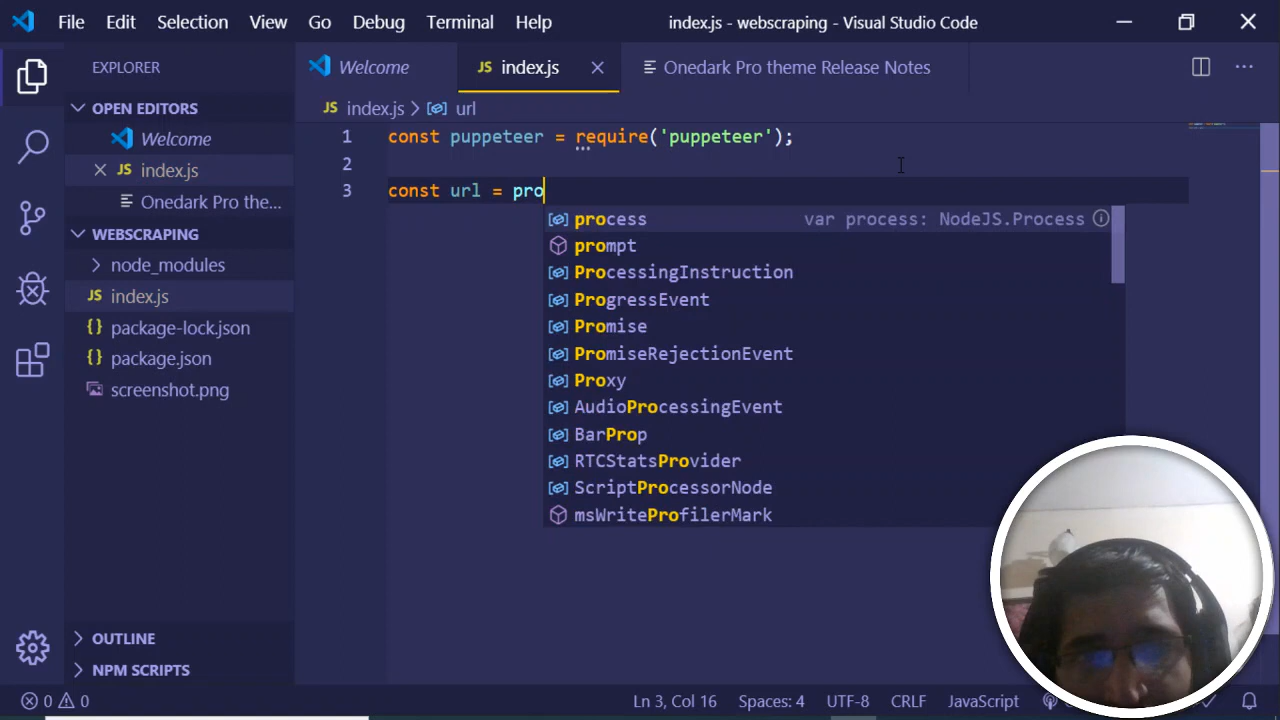 File Edit Selection View Go Debug Terminal Help index.js - webscraping - Visual Studio Code
EXPLORER
OPEN EDITORS
Welcome
JS index.js
Onedark Pro the...
WEBSCRAPING
node_modules
JS index.js
{} package-lock.json
{} package.json
screenshot.png
OUTLINE
NPM SCRIPTS
Welcome JS index.js Onedark Pro theme Release Notes ...
JS index.js > url
1 const puppeteer = require('puppeteer');
2
3 const url = pro
process var process: NodeJS.Process
prompt
ProcessingInstruction
ProgressEvent
Promise
PromiseRejectionEvent
Proxy
AudioProcessingEvent
BarProp
RTCStatsProvider
ScriptProcessorNode
msWriteProfilerMark
0 0 Ln 3, Col 16 Spaces: 4 UTF-8 CRLF JavaScript